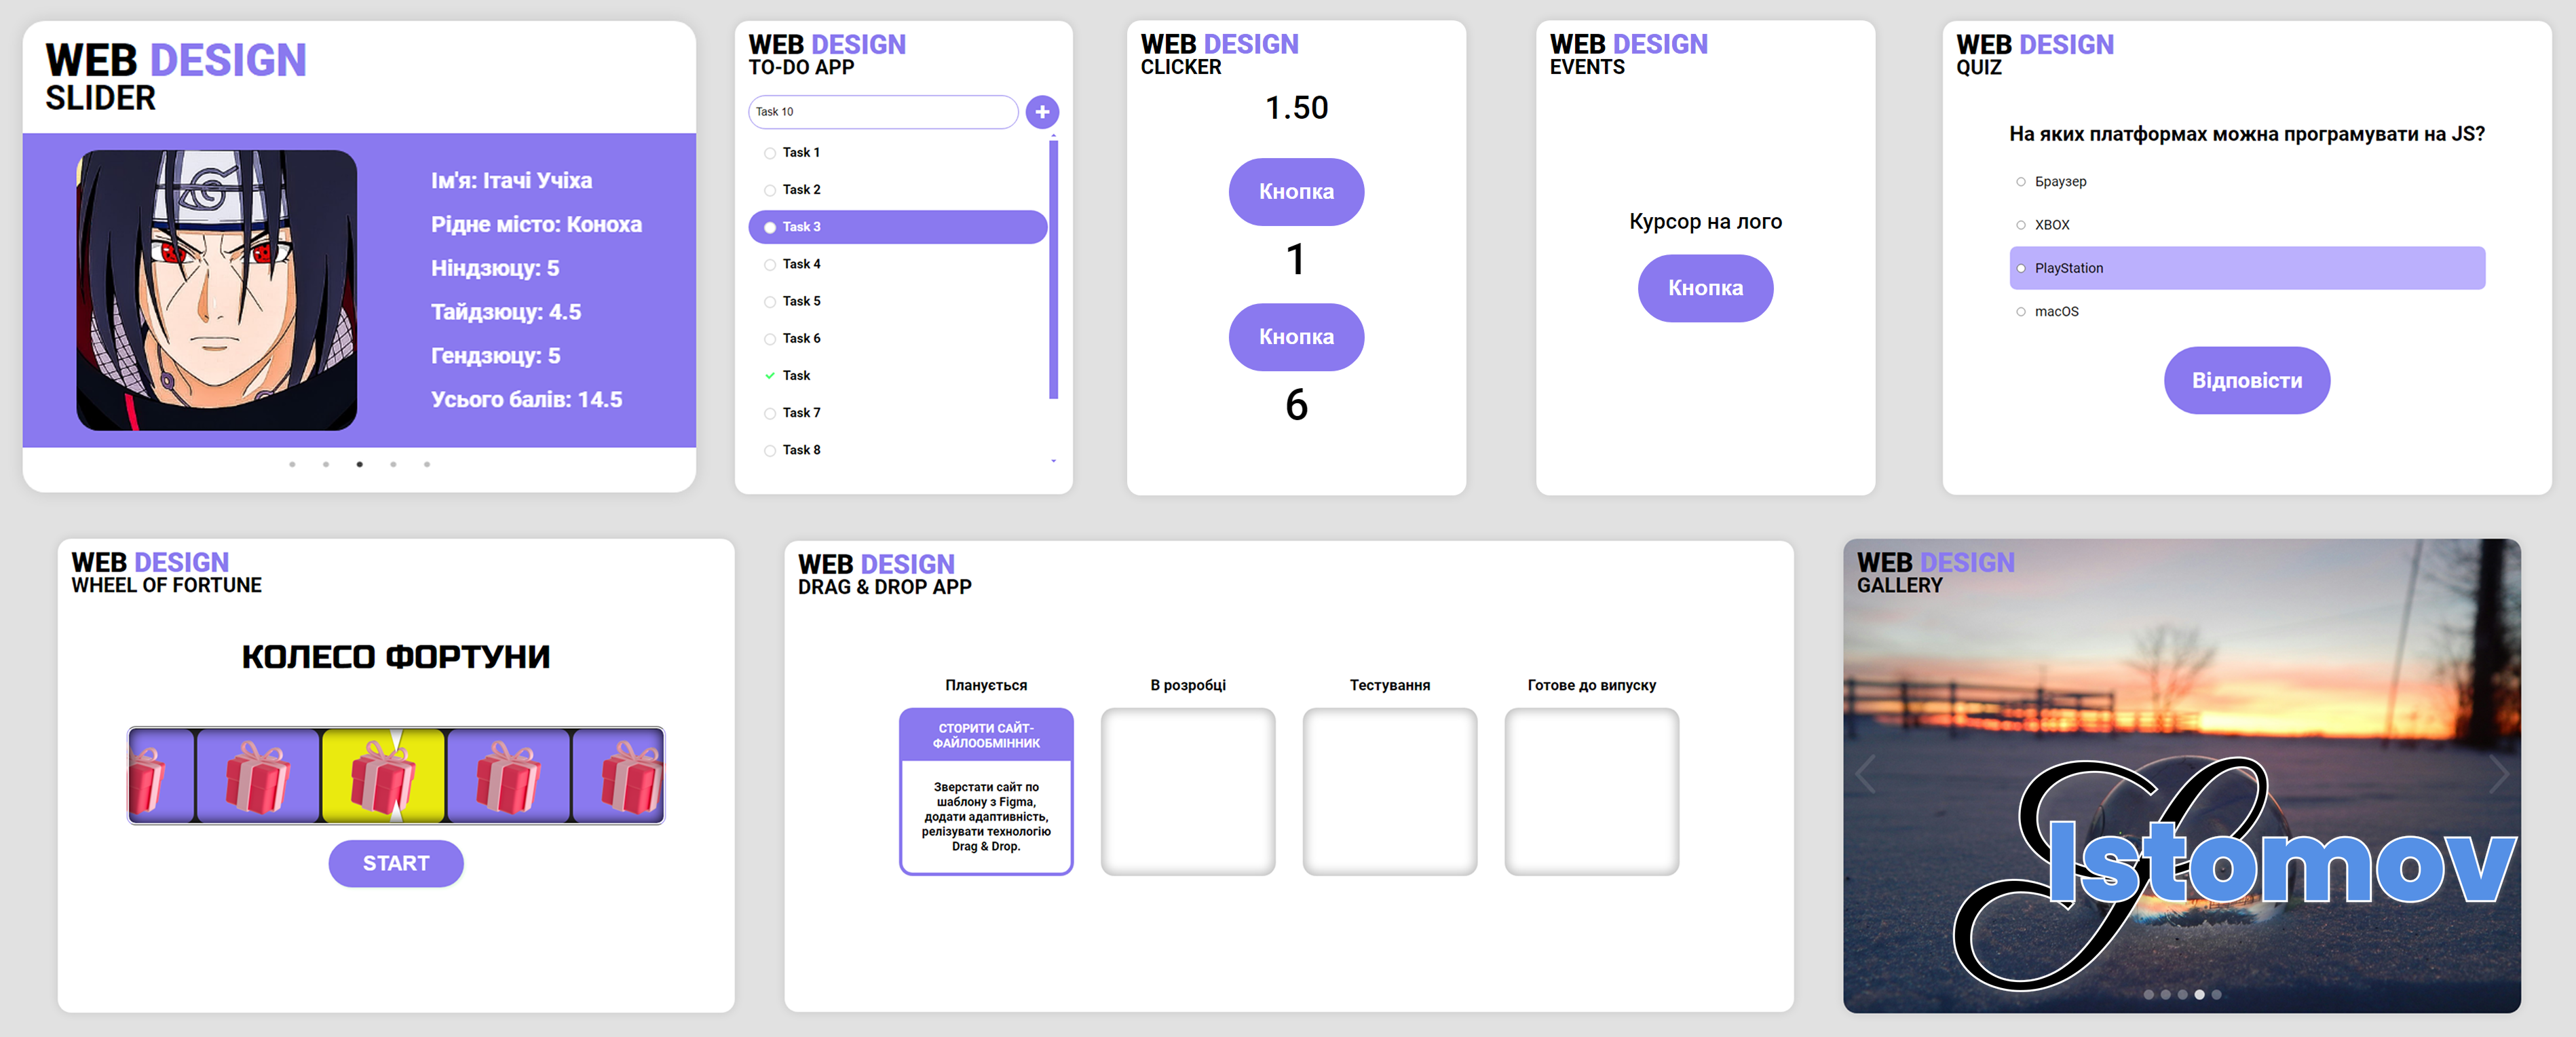 WEB DESIGN
SLIDER
Ім'я: Ітачі Учіха
Рідне місто: Коноха
Ніндзюцу: 5
Тайдзюцу: 4.5
Гендзюцу: 5
Усього балів: 14.5
WEB DESIGN
TO-DO APP
Task 10
+
Task 1
Task 2
Task 3
Task 4
Task 5
Task 6
Task
Task 7
Task 8
WEB DESIGN
CLICKER
1.50
Кнопка
1
Кнопка
6
WEB DESIGN
EVENTS
Курсор на лого
Кнопка
WEB DESIGN
QUIZ
На яких платформах можна програмувати на JS?
Браузер
XBOX
PlayStation
macOS
Відповісти
WEB DESIGN
WHEEL OF FORTUNE
КОЛЕСО ФОРТУНИ
START
WEB DESIGN
DRAG & DROP APP
Планується
СТОРИТИ САЙТ-
ФАЙЛООБМІННИК
Зверстати сайт по
шаблону з Figma,
додати адаптивність,
релізувати технологію
Drag & Drop.
В розробці
Тестування
Готове до випуску
WEB DESIGN
GALLERY
Istomov